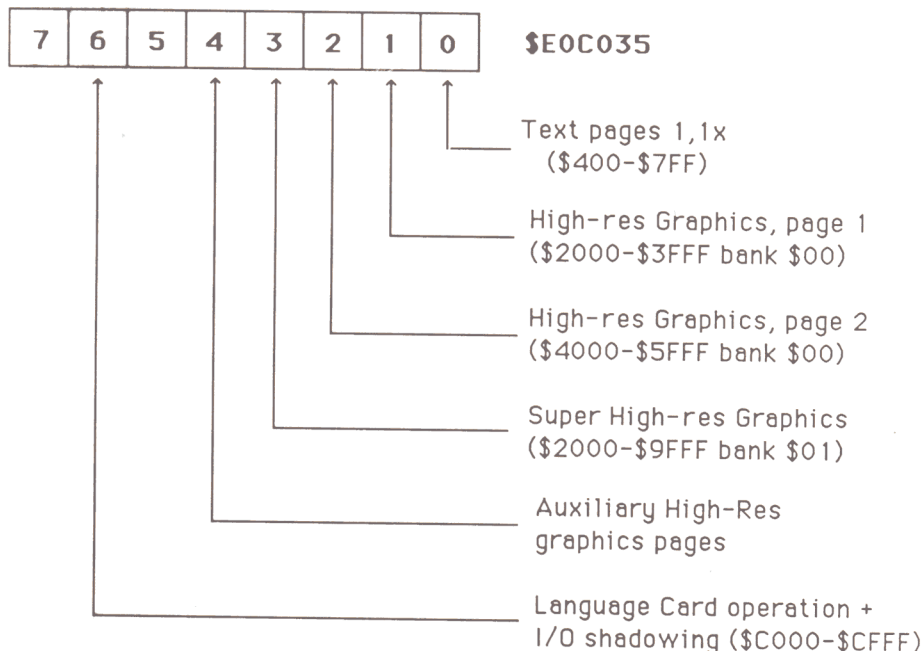 7 6 5 4 3 2 1 0 $E0C035
Text pages 1,1x
($400-$7FF)
High-res Graphics, page 1
($2000-$3FFF bank $00)
High-res Graphics, page 2
($4000-$5FFF bank $00)
Super High-res Graphics
($2000-$9FFF bank $01)
Auxiliary High-Res
graphics pages
Language Card operation +
I/O shadowing ($C000-$CFFF)